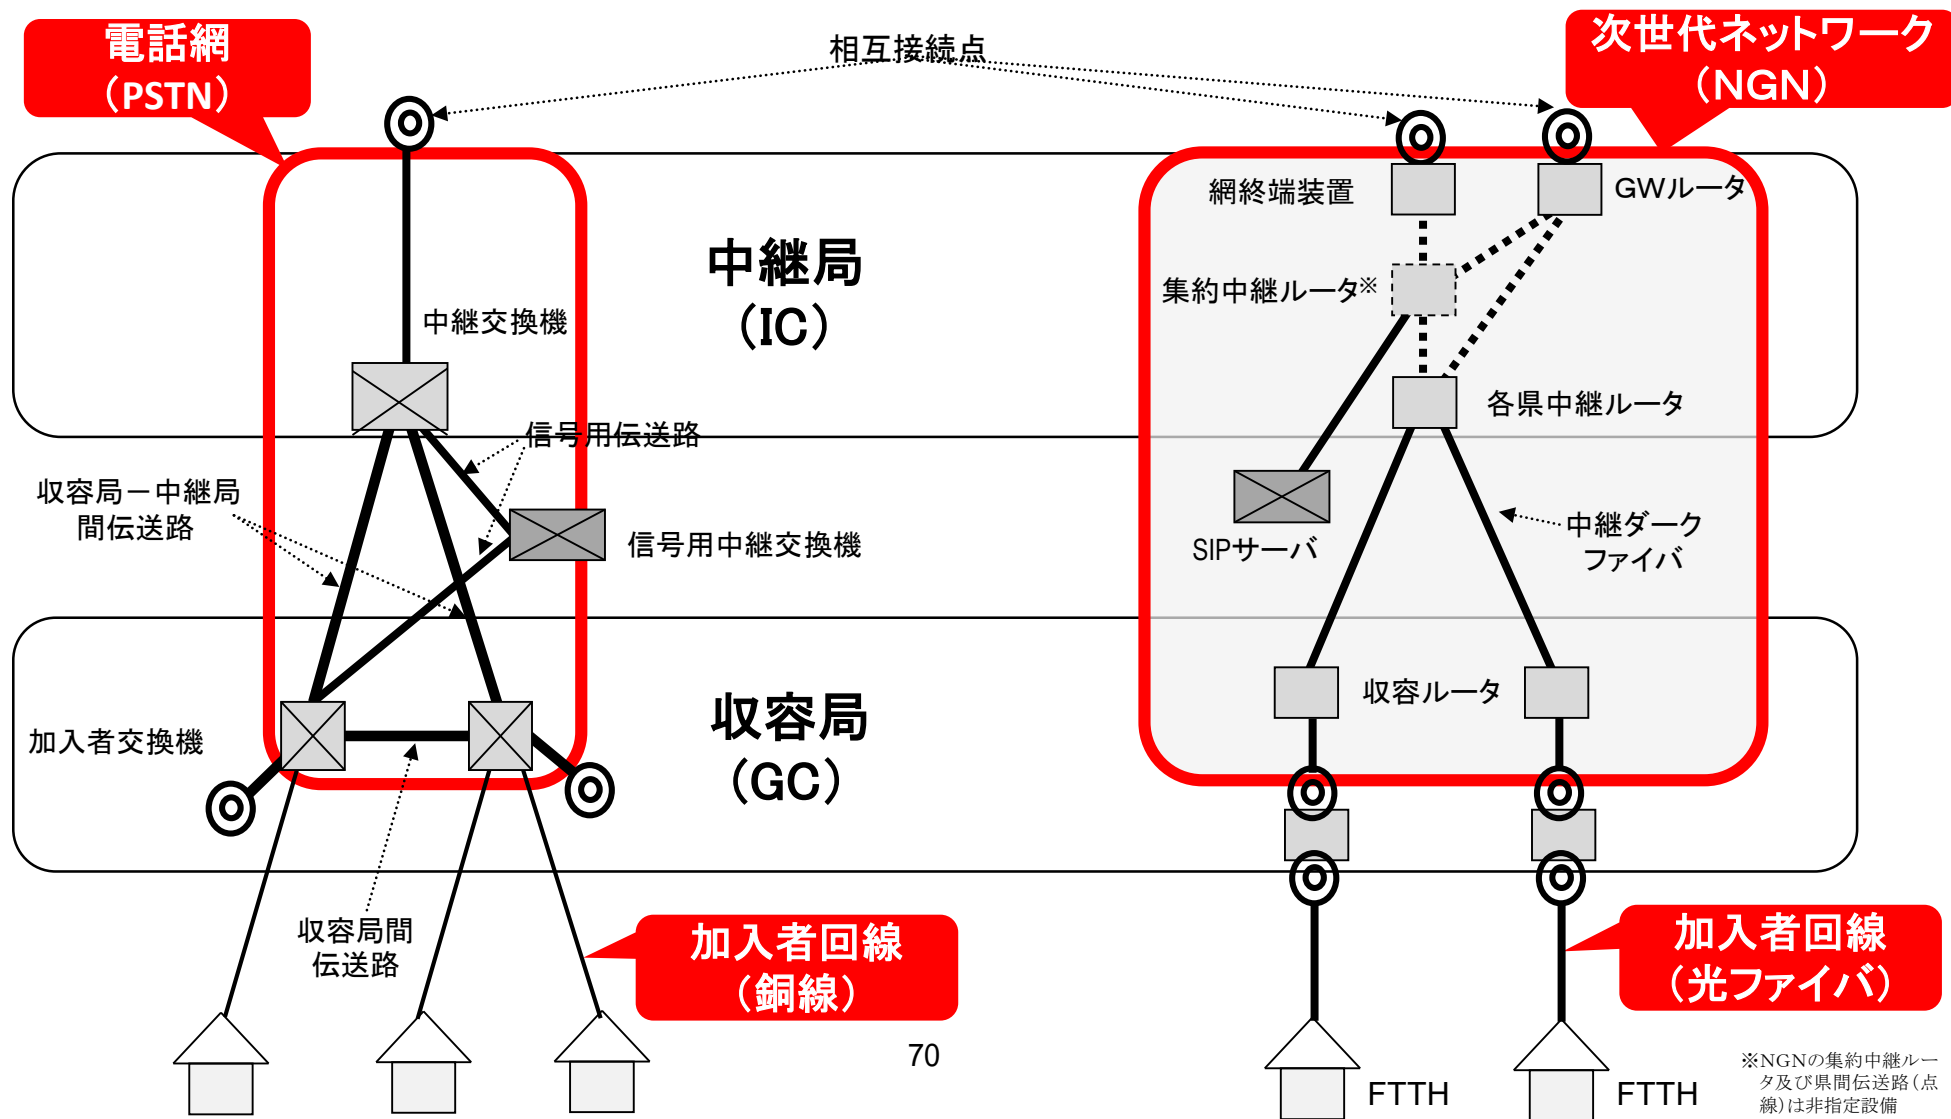 電話網
（PSTN）
相互接続点
次世代ネットワーク
（NGN）
網終端装置
GWルータ
中継局
（IC）
集約中継ルータ※
中継交換機
各県中継ルータ
信号用伝送路
収容局－中継局
間伝送路
信号用中継交換機
SIPサーバ
中継ダーク
ファイバ
収容局
（GC）
収容ルータ
加入者交換機
収容局間
伝送路
加入者回線
（銅線）
加入者回線
（光ファイバ）
70
FTTH
FTTH
※NGNの集約中継ルー
タ及び県間伝送路（点
線）は非指定設備